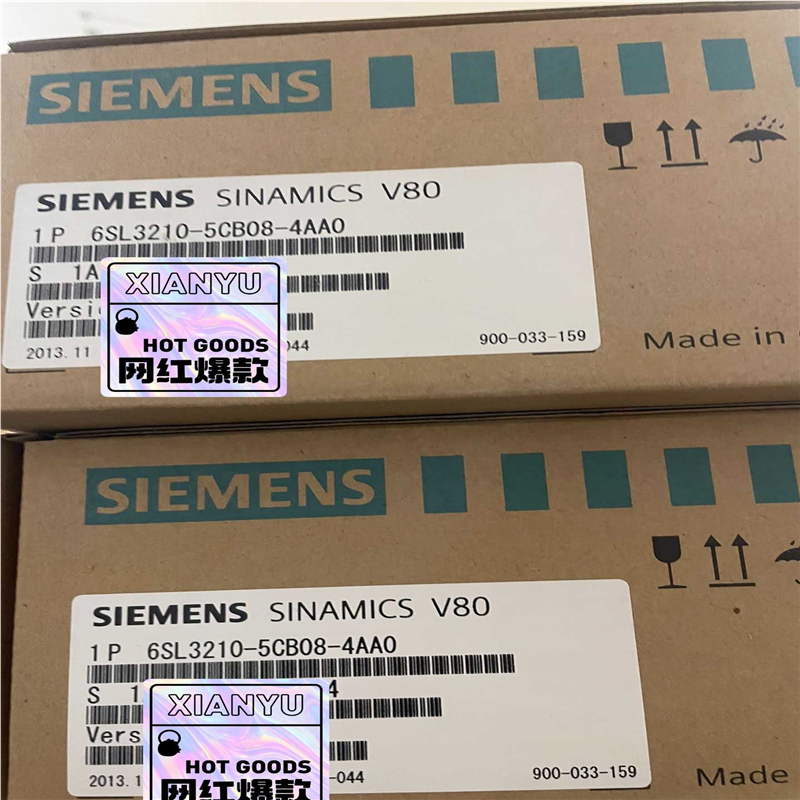 SIEMENS
SIEMENS SINAMICS V80
1P 6SL3210-5CB08-4AA0
S 1A
Versi
2013.11
044
900-033-159
Made in
XIANYU
HOT GOODS
网红爆款
SIEMENS
SIEMENS SINAMICS V80
1P 6SL3210-5CB08-4AA0
S 1
4
Vers
2013.1
-044
900-033-159
Made
XIANYU
HOT GOODS
网红爆款